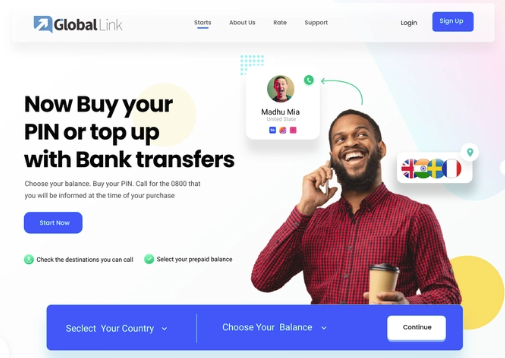 Global Link
Starts About Us Rate Support
Login
Sign Up
Now Buy your
PIN or top up
with Bank transfers
Choose your balance. Buy your PIN. Call for the 0800 that
you will be informed at the time of your purchase
Start Now
Check the destinations you can call
Select your prepaid balance
Madhu Mia
United State
Seclect Your Country
Choose Your Balance
Continue